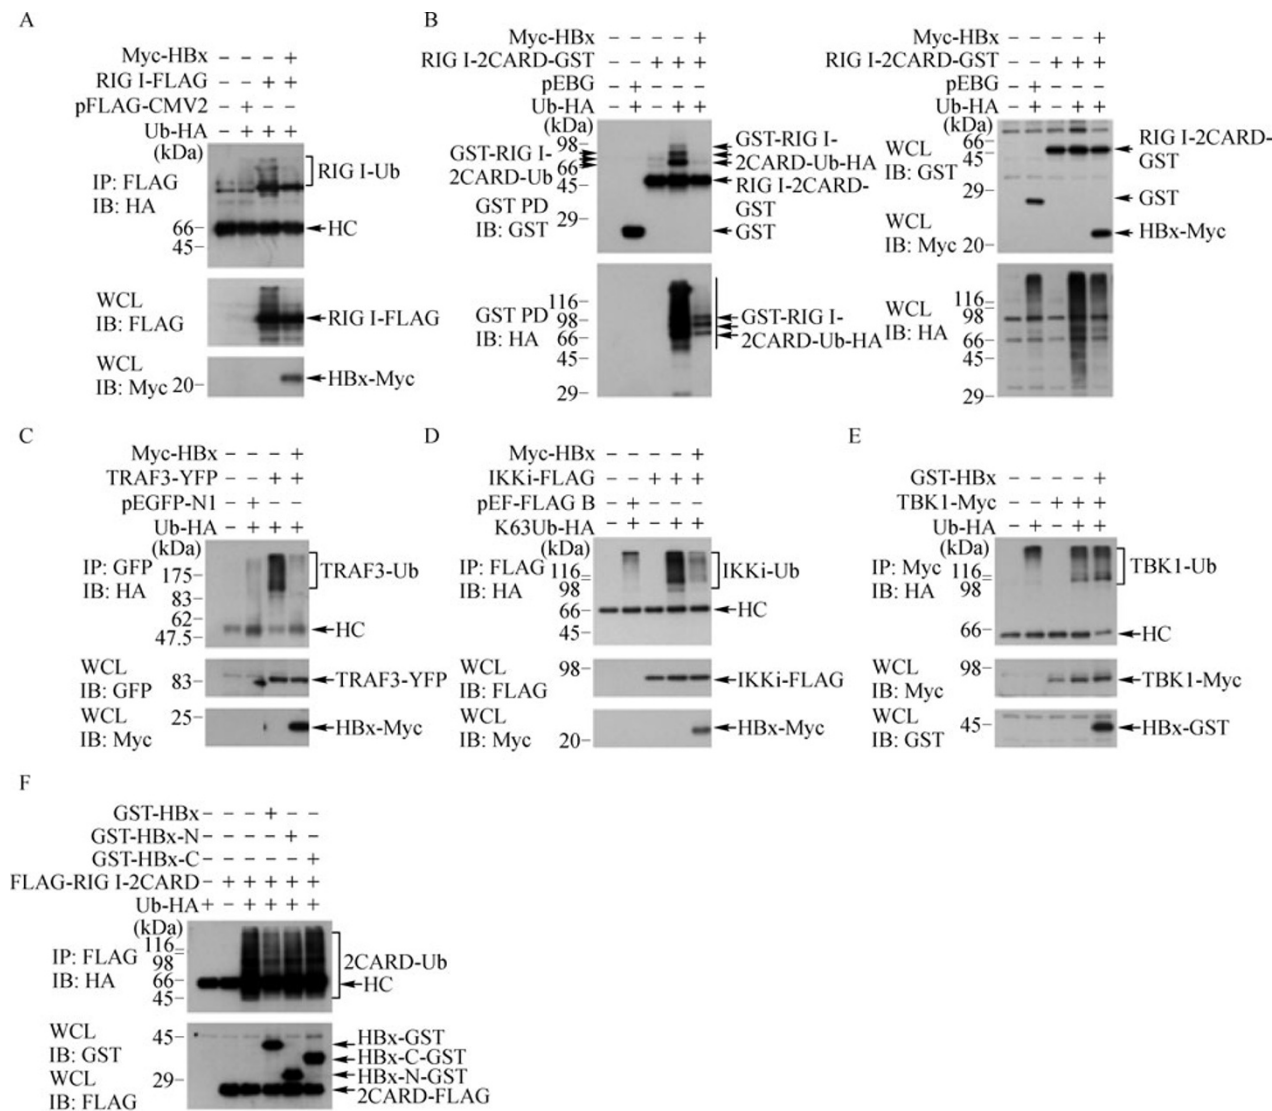 A
Myc-HBx − − − +
RIG I-FLAG − − + +
pFLAG-CMV2 − + − −
Ub-HA − + + +
(kDa)
IP: FLAG
IB: HA
RIG I-Ub
66
HC
45
WCL
IB: FLAG
RIG I-FLAG
WCL
IB: Myc
20
HBx-Myc
B
Myc-HBx − − − − +
RIG I-2CARD-GST − − + + +
pEBG − + − − −
Ub-HA − + − + +
(kDa)
98
66
45
29
GST-RIG I-
2CARD-Ub
GST PD
IB: GST
GST-RIG I-
2CARD-Ub-HA
RIG I-2CARD-
GST
GST
GST PD
IB: HA
116
98
66
45
29
GST-RIG I-
2CARD-Ub-HA
Myc-HBx − − − − +
RIG I-2CARD-GST − − + + +
pEBG − + − − −
Ub-HA − + − + +
(kDa)
98
66
45
29
20
WCL
IB: GST
WCL
IB: Myc
RIG I-2CARD-
GST
GST
HBx-Myc
WCL
IB: HA
116
98
66
45
29
C
Myc-HBx − − − +
TRAF3-YFP − − + +
pEGFP-N1 − + − −
Ub-HA − + + +
(kDa)
IP: GFP
IB: HA
175
83
62
47.5
TRAF3-Ub
HC
WCL
IB: GFP
83
TRAF3-YFP
WCL
IB: Myc
25
HBx-Myc
D
Myc-HBx − − − − +
IKKi-FLAG − − + + +
pEF-FLAG B − + − − −
K63Ub-HA − + − + +
(kDa)
IP: FLAG
IB: HA
116
98
66
45
IKKi-Ub
HC
WCL
IB: FLAG
98
IKKi-FLAG
WCL
IB: Myc
20
HBx-Myc
E
GST-HBx − − − − +
TBK1-Myc − − + + +
Ub-HA − + − + +
(kDa)
IP: Myc
IB: HA
116
98
66
TBK1-Ub
HC
WCL
IB: Myc
98
TBK1-Myc
WCL
IB: GST
45
HBx-GST
F
GST-HBx − − − + − −
GST-HBx-N − − − − + −
GST-HBx-C − − − − − +
FLAG-RIG I-2CARD − + + + + +
Ub-HA + − + + + +
(kDa)
IP: FLAG
IB: HA
116
98
66
45
2CARD-Ub
HC
WCL
IB: GST
WCL
IB: FLAG
45
29
HBx-GST
HBx-C-GST
HBx-N-GST
2CARD-FLAG